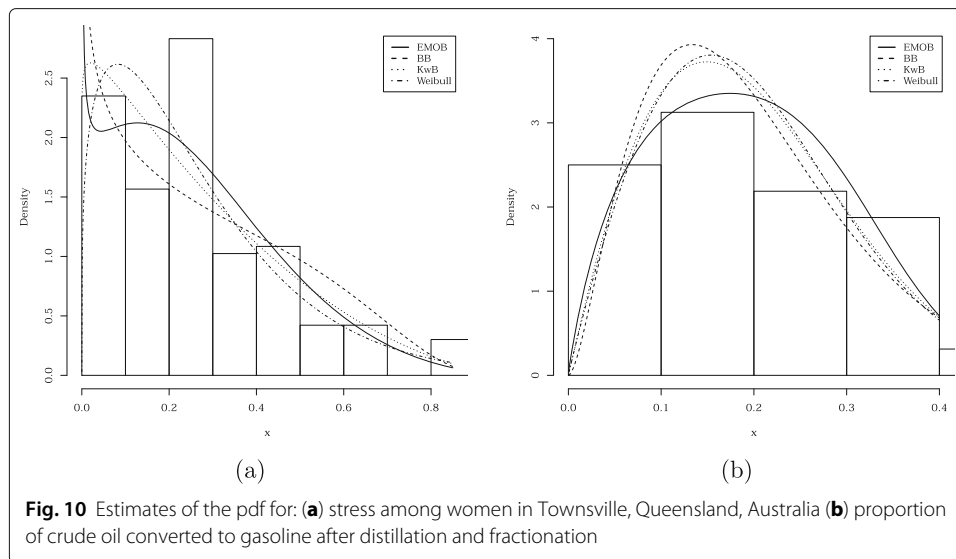 EMOB
BB
KwB
Weibull
Density
0.0
0.5
1.0
1.5
2.0
2.5
0.0
0.2
0.4
0.6
0.8
x
(a)
EMOB
BB
KwB
Weibull
Density
0
1
2
3
4
0.0
0.1
0.2
0.3
0.4
x
(b)
Fig. 10 Estimates of the pdf for: (a) stress among women in Townsville, Queensland, Australia (b) proportion
of crude oil converted to gasoline after distillation and fractionation